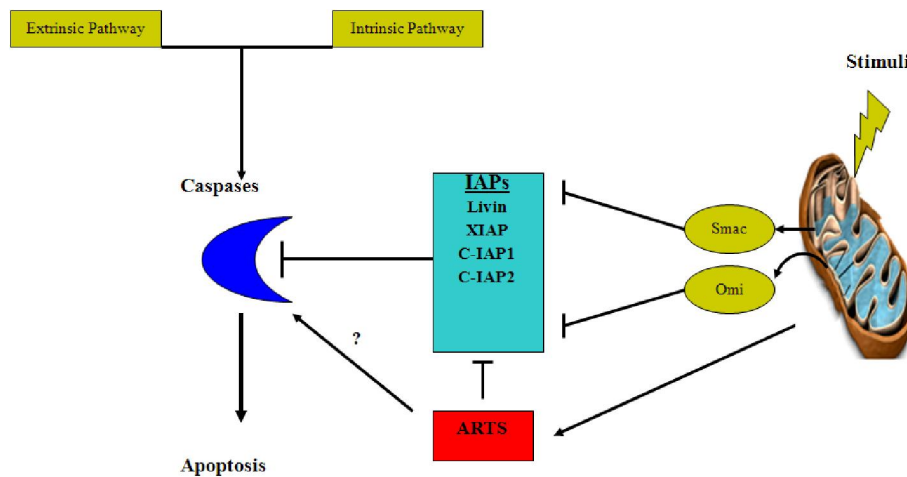 Extrinsic Pathway
Intrinsic Pathway
Stimuli
Caspases
IAPs
Livin
XIAP
C-IAP1
C-IAP2
Smac
Omi
?
ARTS
Apoptosis